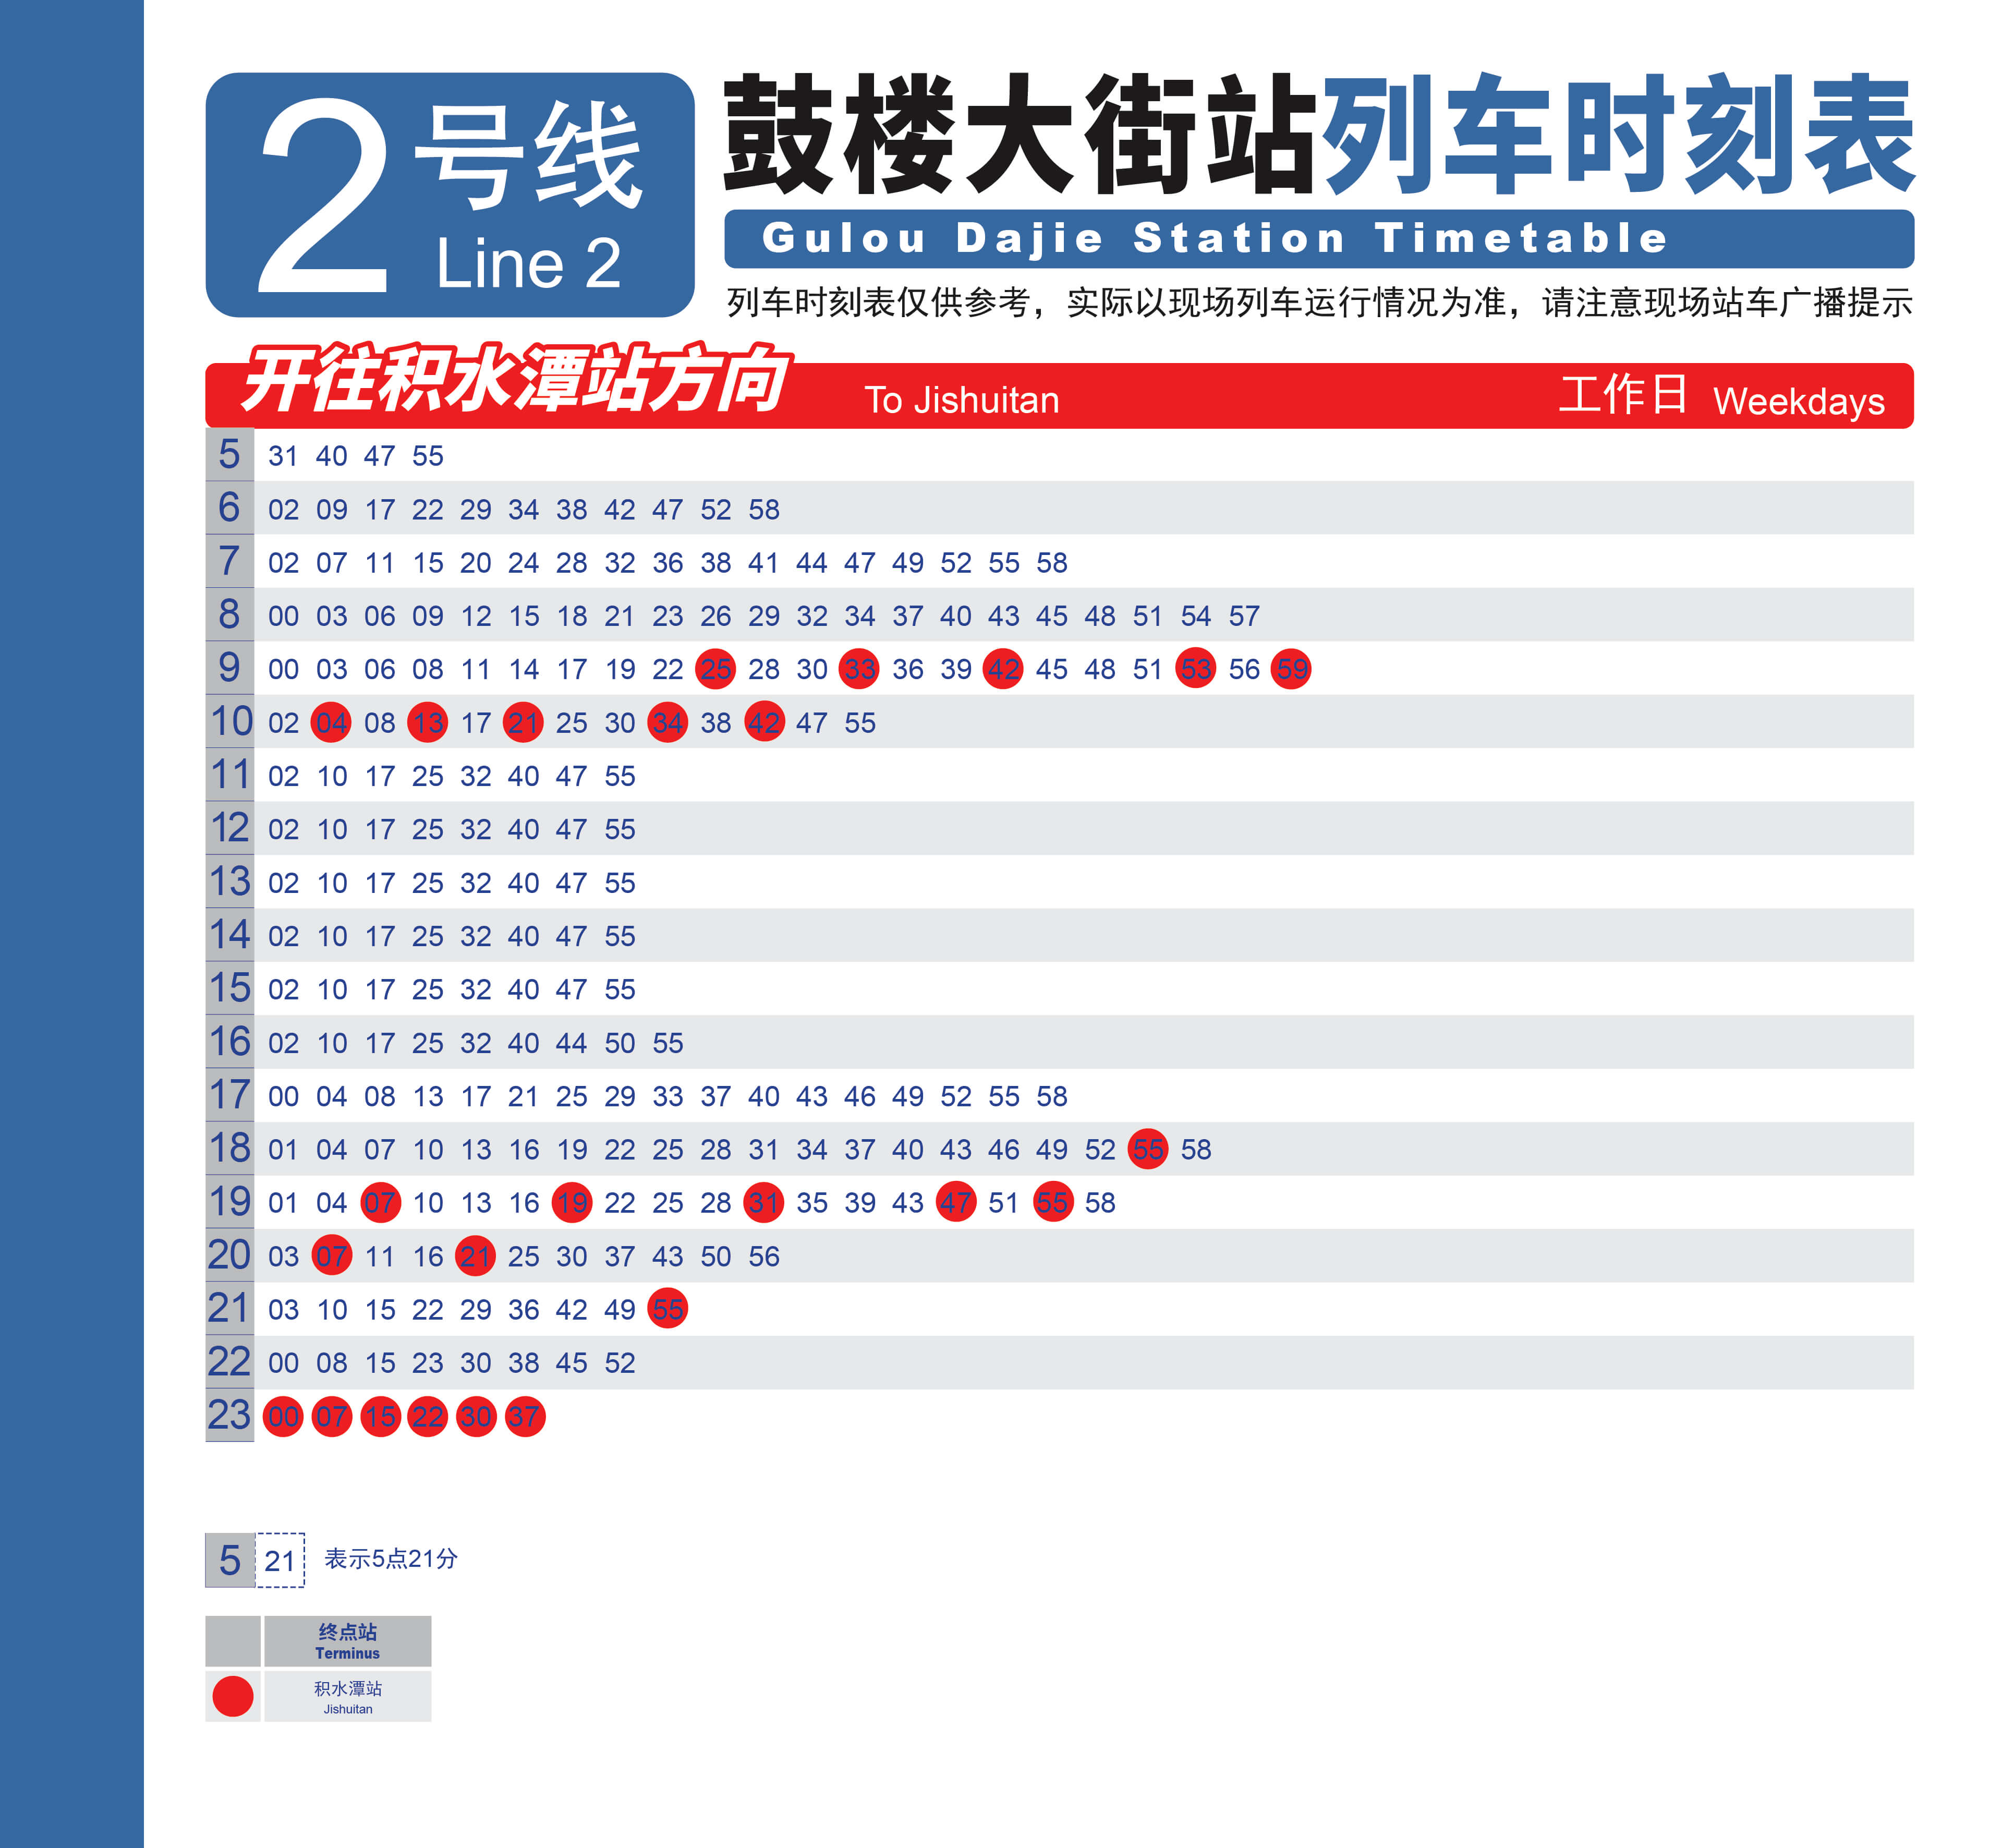 2号线
Line 2
鼓楼大街站列车时刻表
Gulou Dajie Station Timetable
列车时刻表仅供参考，实际以现场列车运行情况为准，请注意现场站车广播提示
开往积水潭站方向 To Jishuitan 工作日 Weekdays
5 31 40 47 55
6 02 09 17 22 29 34 38 42 47 52 58
7 02 07 11 15 20 24 28 32 36 38 41 44 47 49 52 55 58
8 00 03 06 09 12 15 18 21 23 26 29 32 34 37 40 43 45 48 51 54 57
9 00 03 06 08 11 14 17 19 22 25 28 30 33 36 39 42 45 48 51 53 56 59
10 02 04 08 13 17 21 25 30 34 38 42 47 55
11 02 10 17 25 32 40 47 55
12 02 10 17 25 32 40 47 55
13 02 10 17 25 32 40 47 55
14 02 10 17 25 32 40 47 55
15 02 10 17 25 32 40 47 55
16 02 10 17 25 32 40 44 50 55
17 00 04 08 13 17 21 25 29 33 37 40 43 46 49 52 55 58
18 01 04 07 10 13 16 19 22 25 28 31 34 37 40 43 46 49 52 55 58
19 01 04 07 10 13 16 19 22 25 28 31 35 39 43 47 51 55 58
20 03 07 11 16 21 25 30 37 43 50 56
21 03 10 15 22 29 36 42 49 55
22 00 08 15 23 30 38 45 52
23 00 07 15 22 30 37
5 21 表示5点21分
终点站
Terminus
积水潭站
Jishuitan